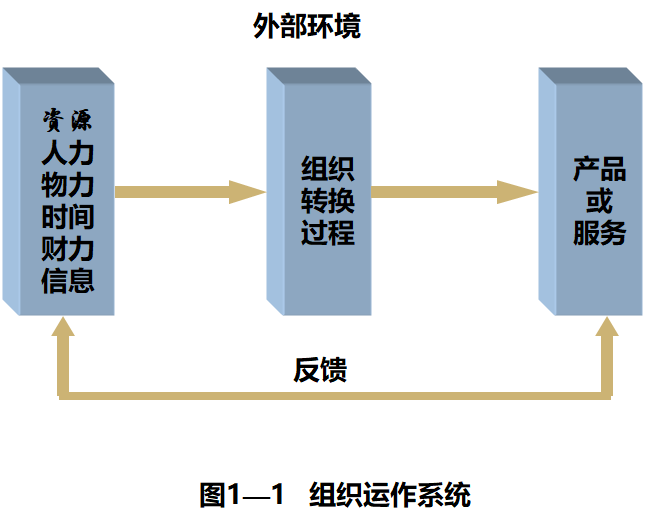 外部环境
資源
人力
物力
时间
财力
信息
组织
转换
过程
产品
或
服务
反馈
图1—1 组织运作系统